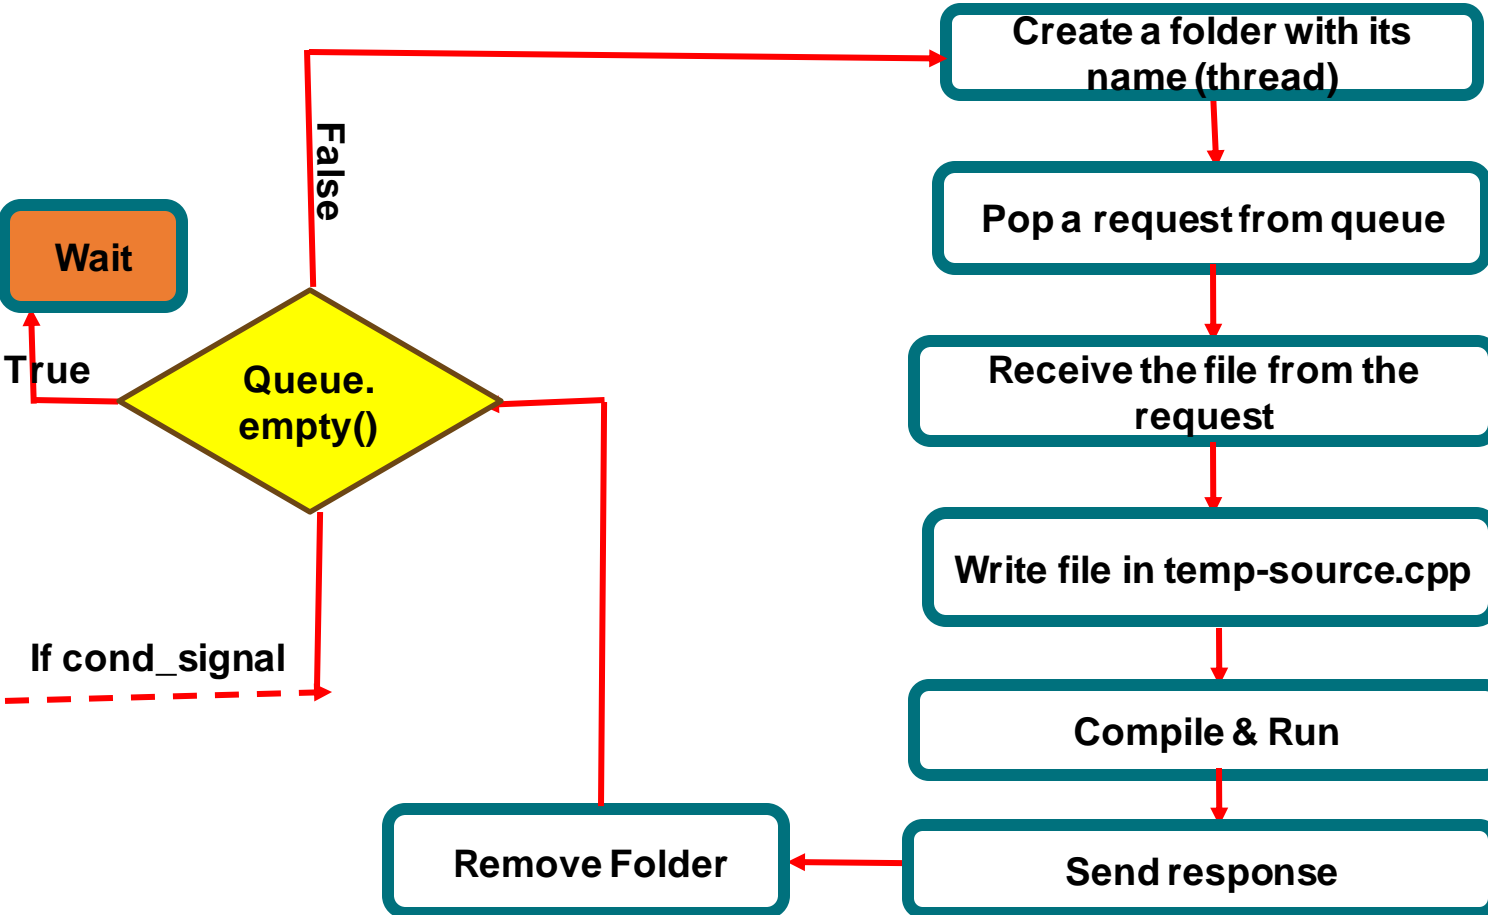 Create a folder with its
name (thread)
False
Pop a request from queue
Wait
True
Queue.
empty()
Receive the file from the
request
Write file in temp-source.cpp
If cond_signal
Compile & Run
Remove Folder
Send response